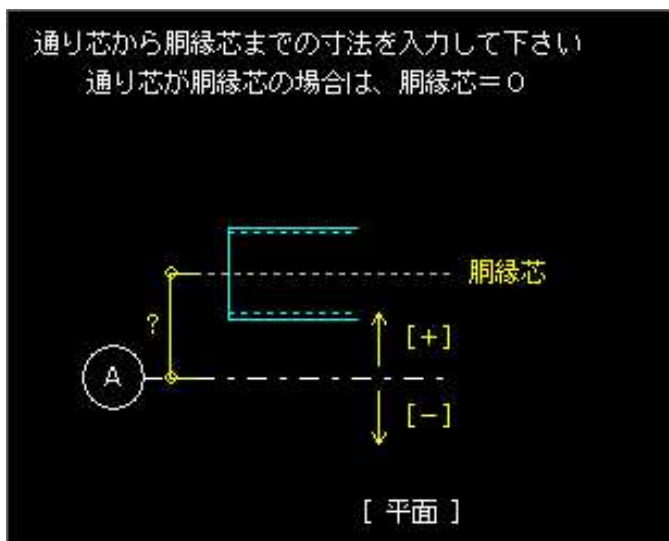 通り芯から胴縁芯までの寸法を入力して下さい
通り芯が胴縁芯の場合は、胴縁芯=0
胴縁芯
?
[+]
A
[-]
[ 平面 ]